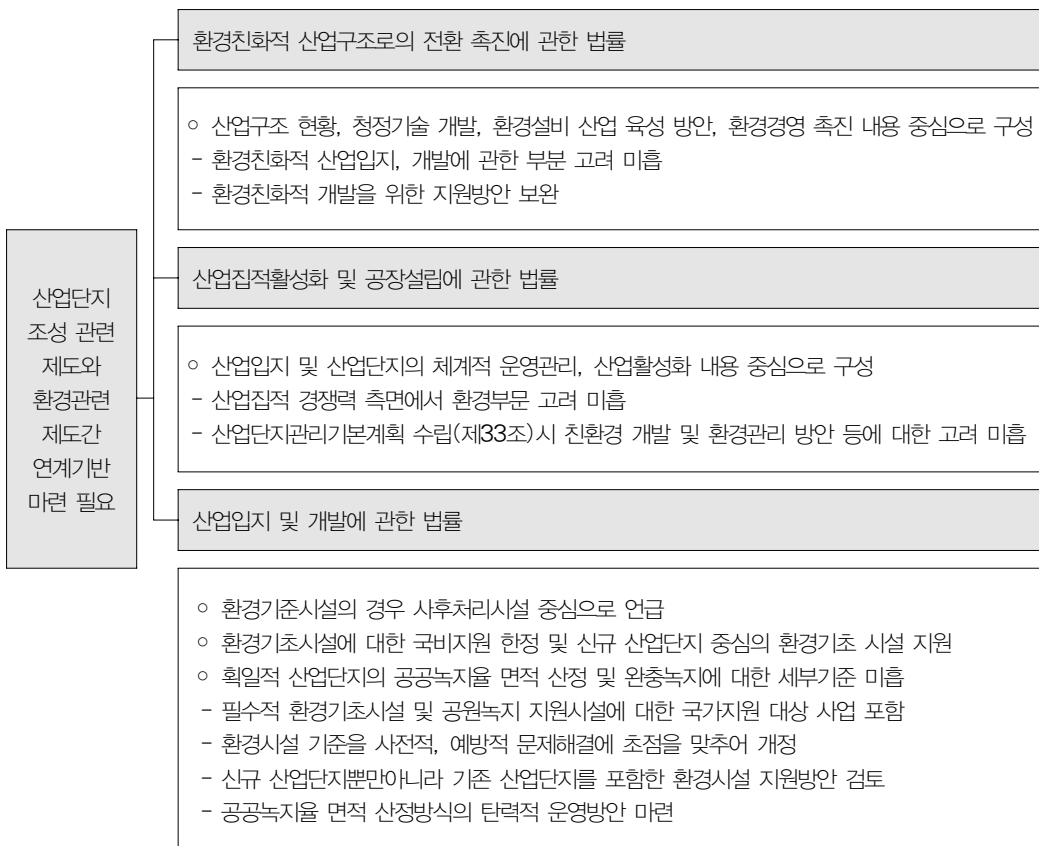 환경친화적 산업구조로의 전환 촉진에 관한 법률
○ 산업구조 현황, 청정기술 개발, 환경설비 산업 육성 방안, 환경경영 촉진 내용 중심으로 구성
- 환경친화적 산업입지, 개발에 관한 부분 고려 미흡
- 환경친화적 개발을 위한 지원방안 보완
산업단지
조성 관련
제도와
환경관련
제도간
연계기반
마련 필요
산업집적활성화 및 공장설립에 관한 법률
○ 산업입지 및 산업단지의 체계적 운영관리, 산업활성화 내용 중심으로 구성
- 산업집적 경쟁력 측면에서 환경부문 고려 미흡
- 산업단지관리기본계획 수립(제33조)시 친환경 개발 및 환경관리 방안 등에 대한 고려 미흡
산업입지 및 개발에 관한 법률
○ 환경기준시설의 경우 사후처리시설 중심으로 언급
○ 환경기초시설에 대한 국비지원 한정 및 신규 산업단지 중심의 환경기초 시설 지원
○ 획일적 산업단지의 공공녹지율 면적 산정 및 완충녹지에 대한 세부기준 미흡
- 필수적 환경기초시설 및 공원녹지 지원시설에 대한 국가지원 대상 사업 포함
- 환경시설 기준을 사전적, 예방적 문제해결에 초점을 맞추어 개정
- 신규 산업단지뿐만아니라 기존 산업단지를 포함한 환경시설 지원방안 검토
- 공공녹지율 면적 산정방식의 탄력적 운영방안 마련